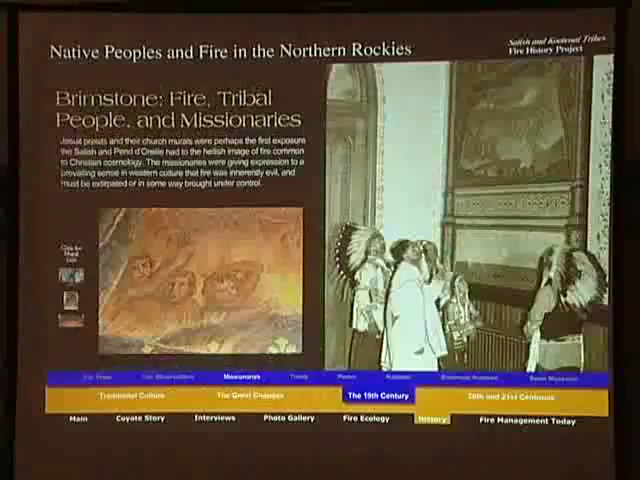 Native Peoples and Fire in the Northern Rockies
Salish and Kootenai Tribes
Fire History Project
Brimstone: Fire, Tribal
People, and Missionaries
Jesuit priests and their church murals were perhaps the first exposure
the Salish and Pend d'Oreille had to the hellish image of fire common
to Christian cosmology. The missionaries were giving expression to a
prevailing sense in western culture that fire was inherently evil, and
must be extirpated or in some way brought under control.
Click for
Missionaries
Traditional Culture
The Great Changes
The 19th Century
20th and 21st Centuries
Main
Coyote Story
Interviews
Photo Gallery
Fire Ecology
History
Fire Management Today